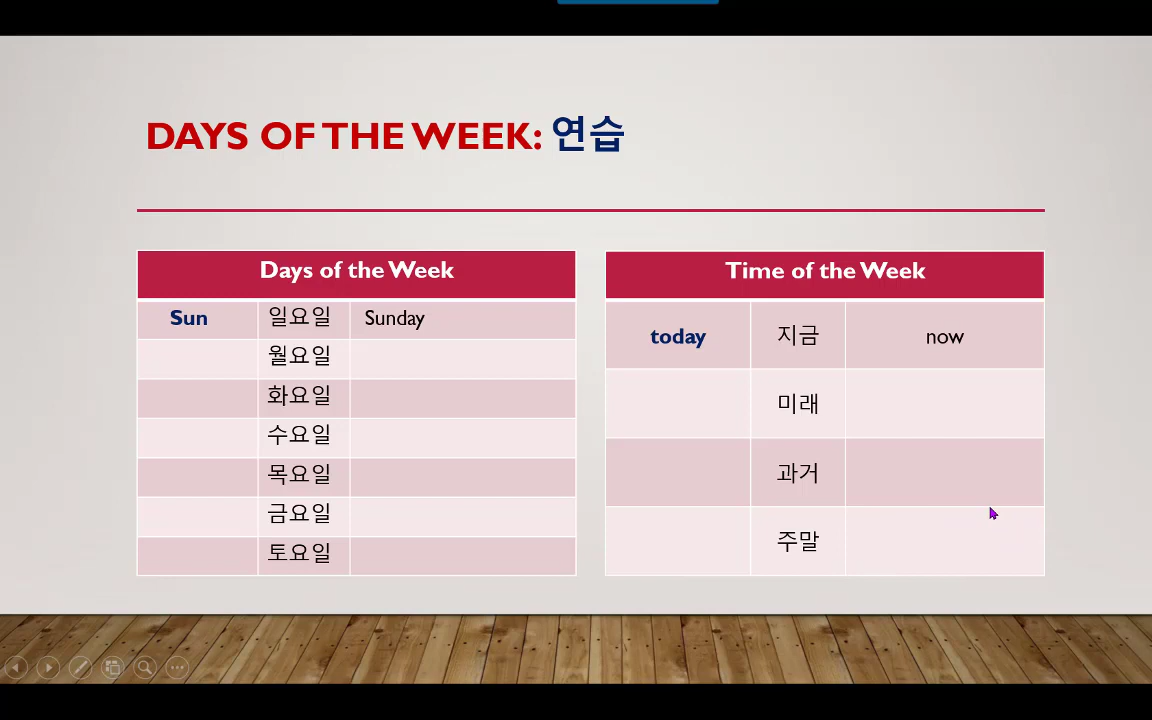 DAYS OF THE WEEK: 연습
Days of the Week
Sun 일요일 Sunday
월요일
화요일
수요일
목요일
금요일
토요일
Time of the Week
today 지금 now
미래
과거
주말